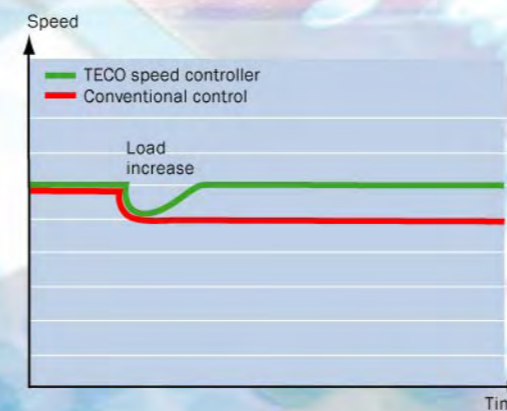 Speed
TECO speed controller
Conventional control
Load
increase